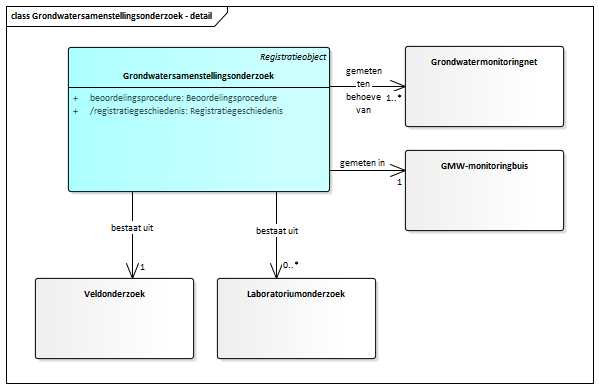 class Grondwatersamenstellingsonderzoek - detail
Registratieobject
Grondwatersamenstellingsonderzoek
+ beoordelingsprocedure: Beoordelingsprocedure
+ /registratiegeschiedenis: Registratiegeschiedenis
gemeten
ten
behoeve
van
1..*
Grondwatermonitoringnet
gemeten in
1
GMW-monitoringbuis
bestaat uit
1
bestaat uit
0..*
Veldonderzoek
Laboratoriumonderzoek